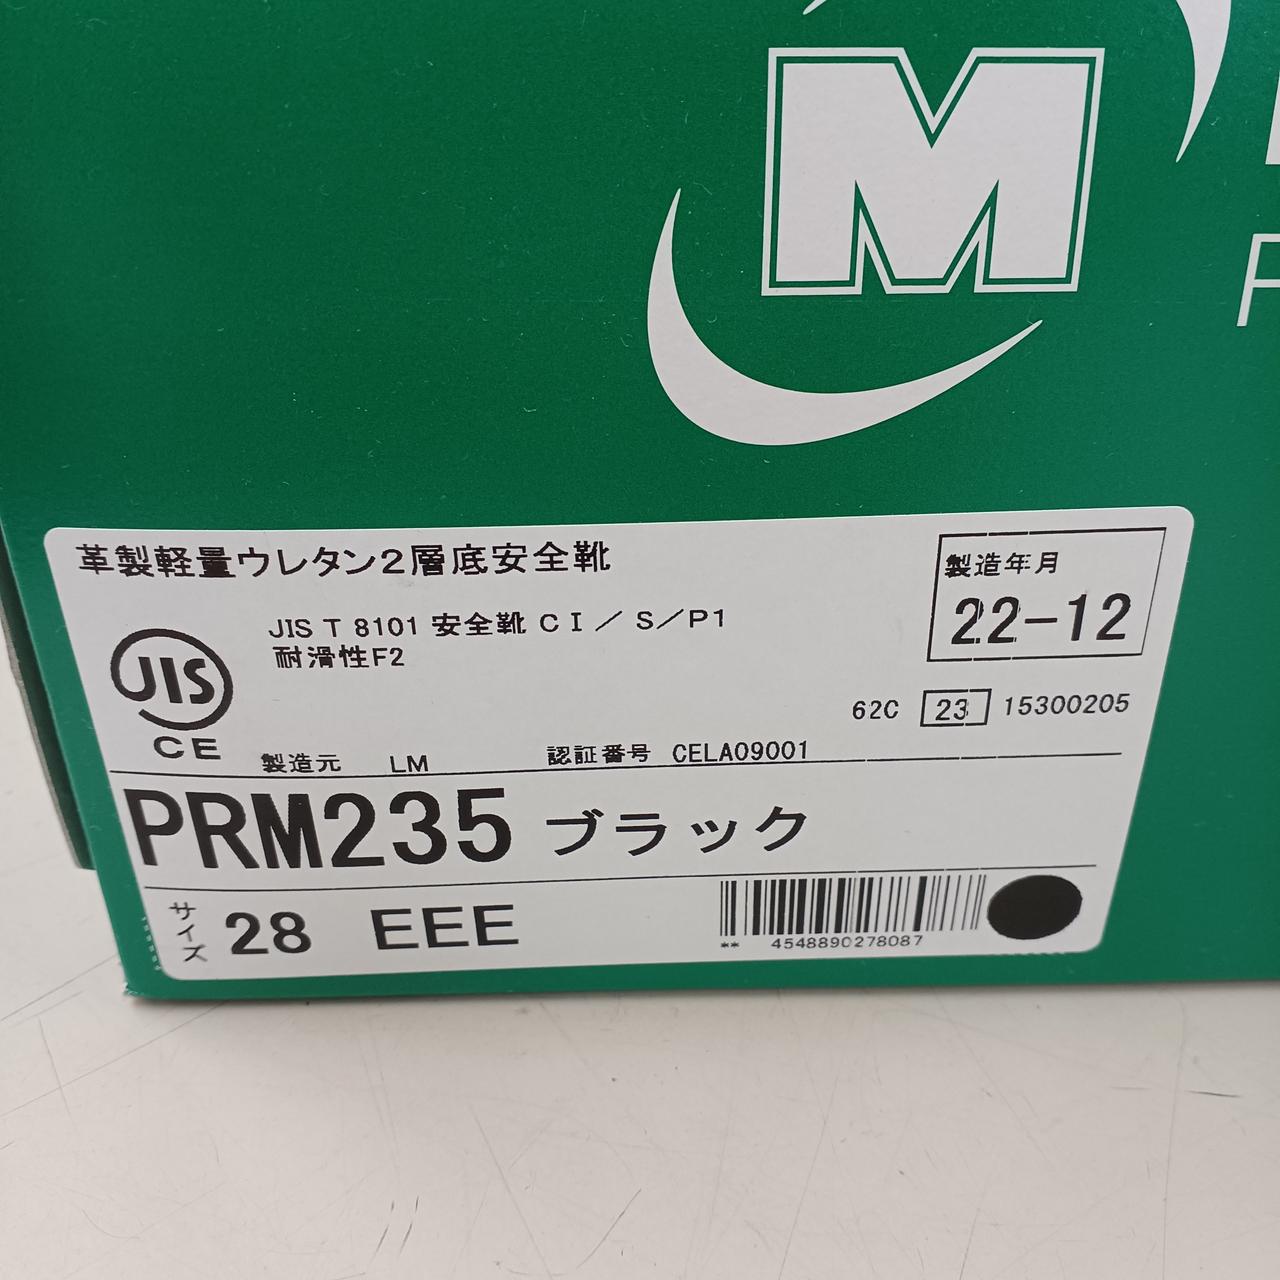 M
革製軽量ウレタン2層底安全靴
製造年月
22-12
JIS T 8101 安全靴 CI/S/P1
耐滑性F2
JIS
CE
62C 23 15300205
製造元 LM 認証番号 CELA09001
PRM235 ブラック
サイズ 28 EEE
** 4548890278087